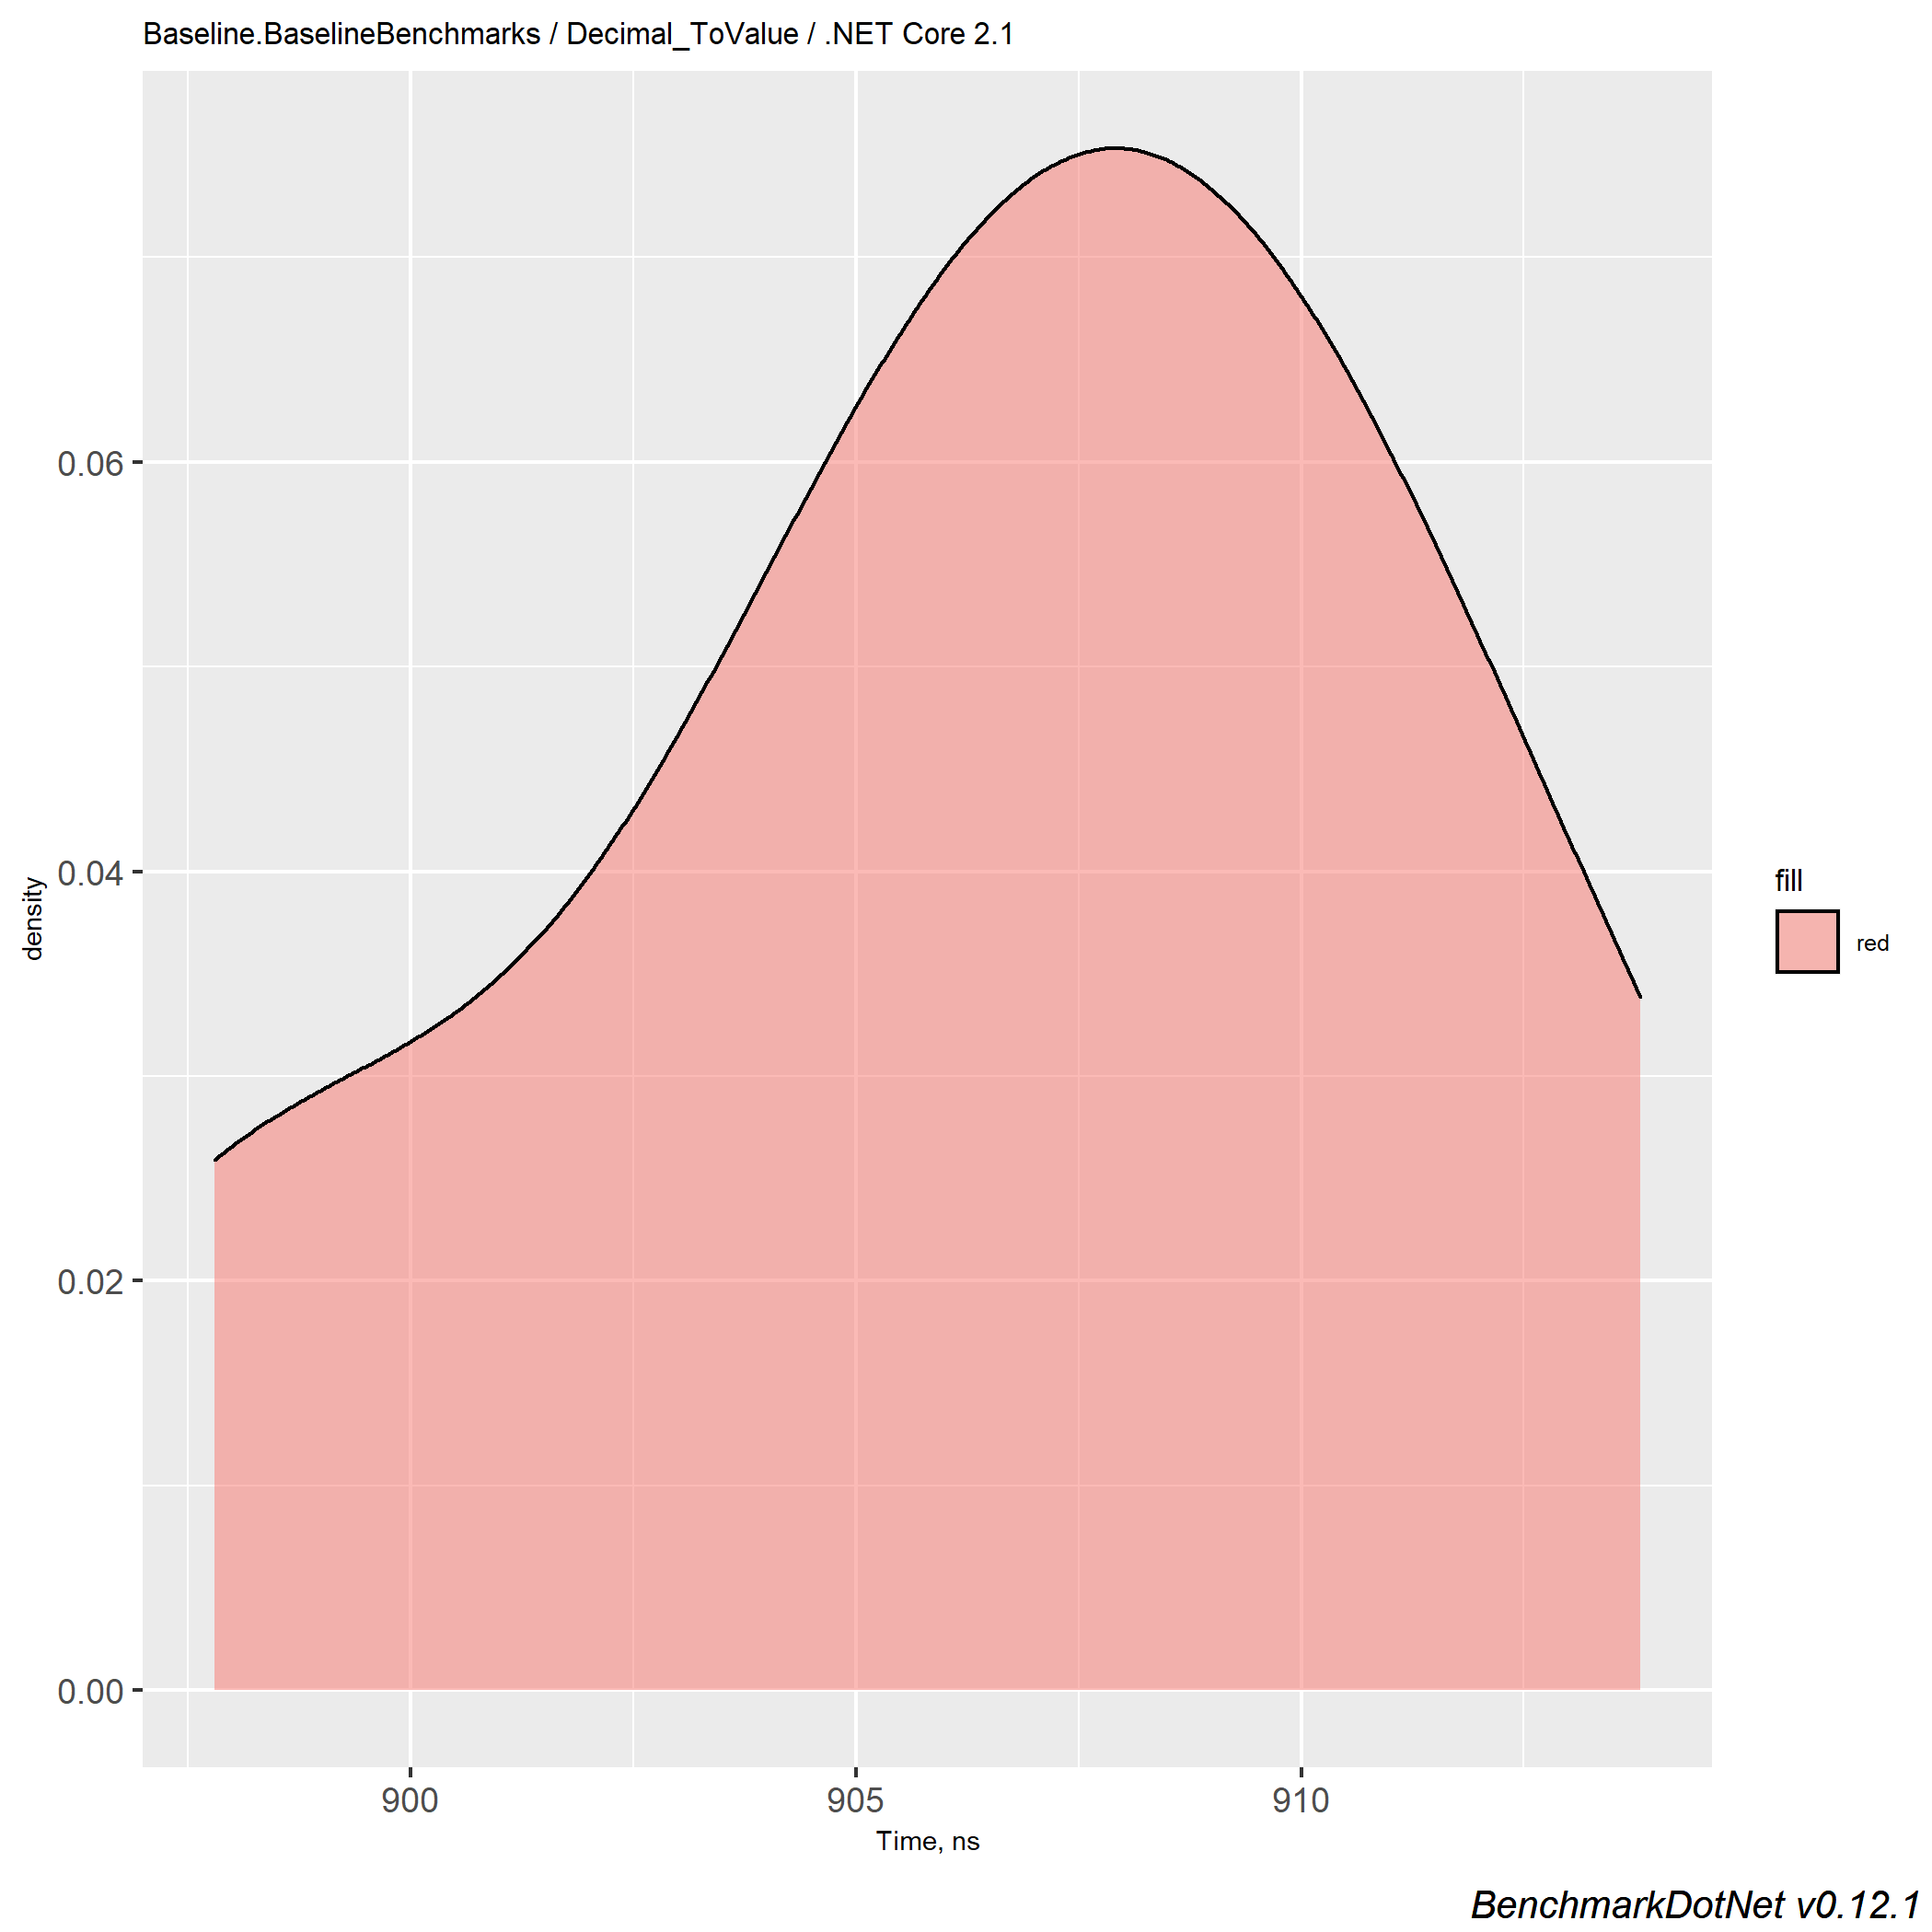 Baseline.BaselineBenchmarks / Decimal_ToValue / .NET Core 2.1
0.06
0.04
0.02
0.00
density
900 905 910
Time, ns
fill
red
BenchmarkDotNet v0.12.1